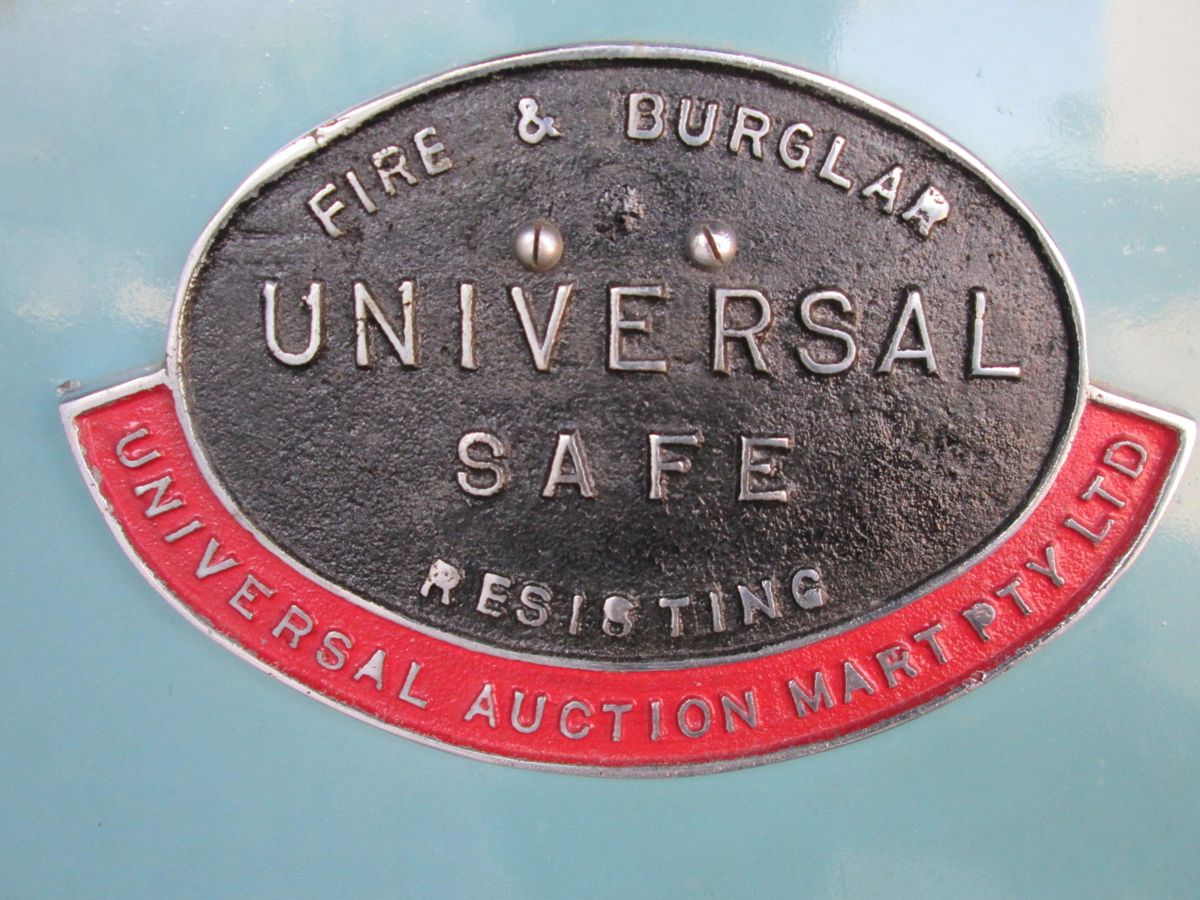 FIRE & BURGLAR
UNIVERSAL
SAFE
RESISTING
UNIVERSAL AUCTION MART PTY LTD